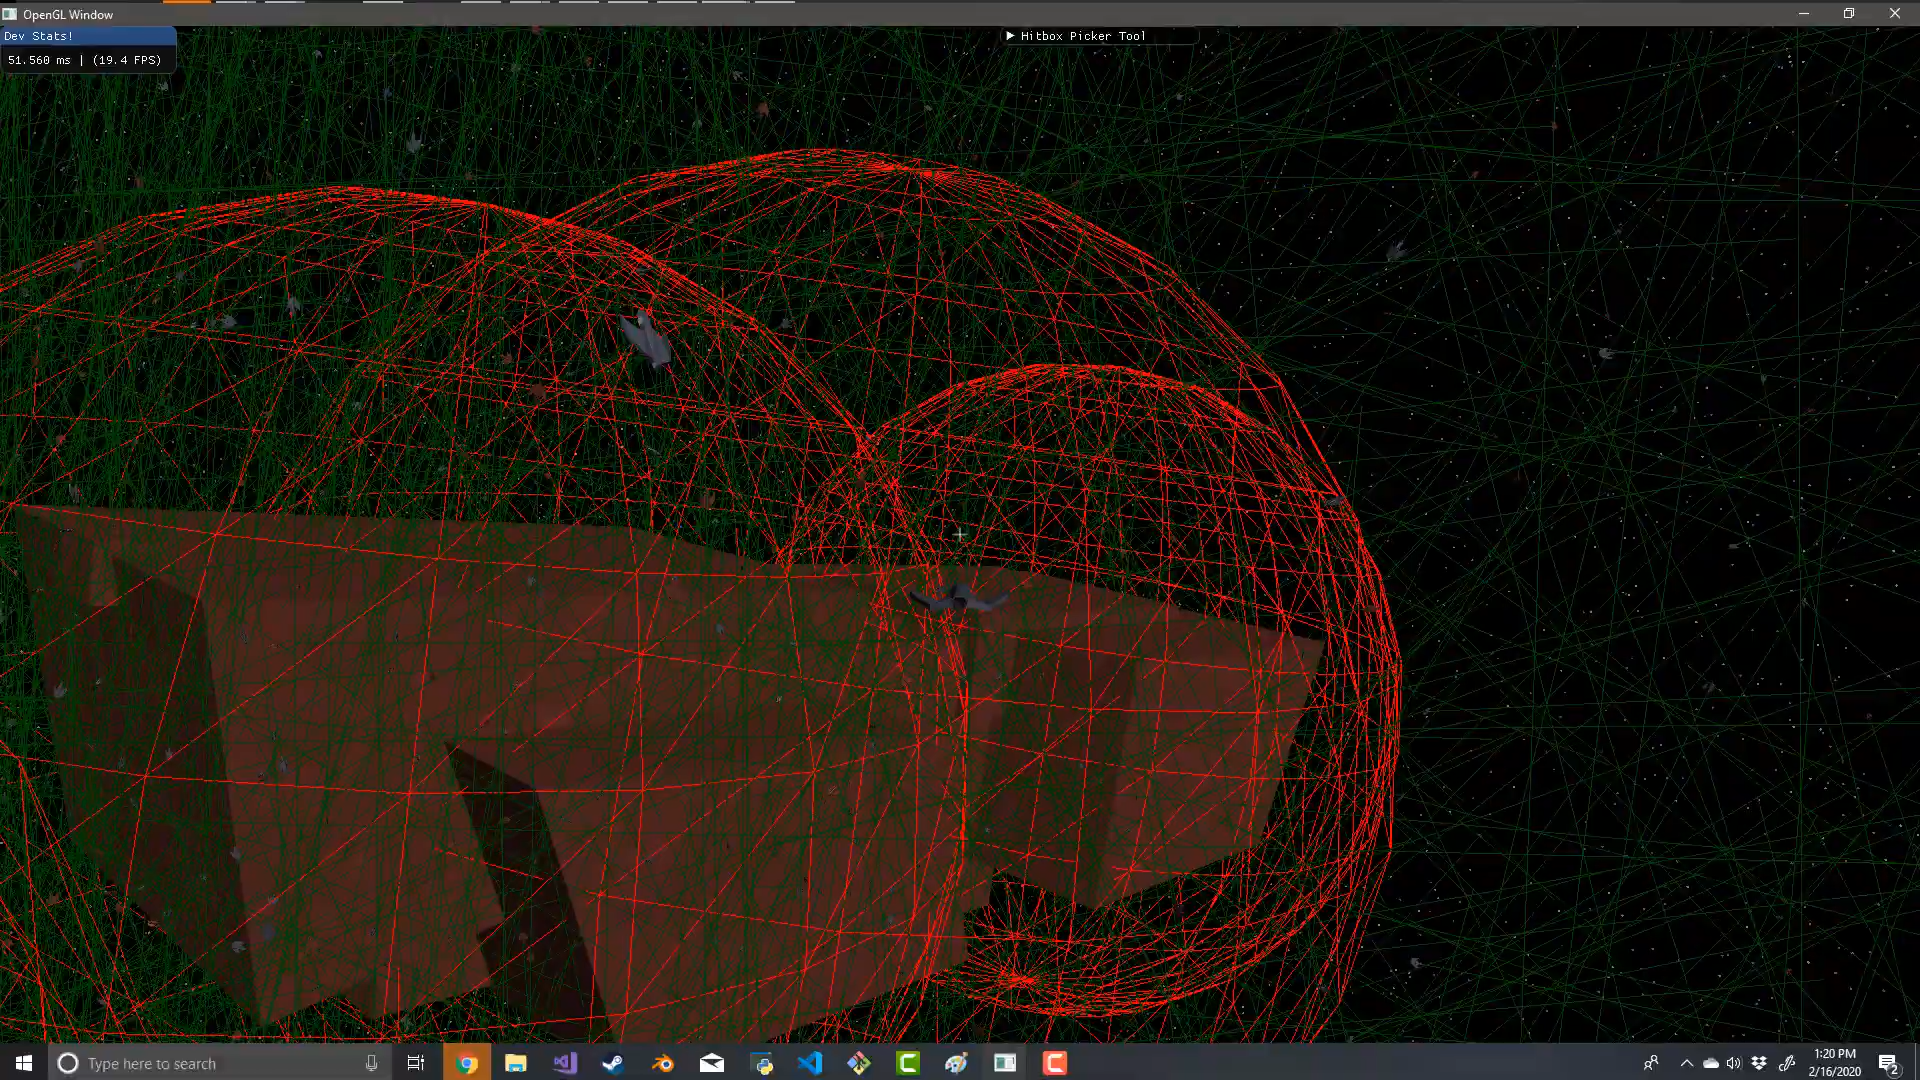 OpenGL Window
Dev Stats!
51.560 ms | (19.4 FPS)
Hitbox Picker Tool
Type here to search
1:20 PM
2/16/2020
2